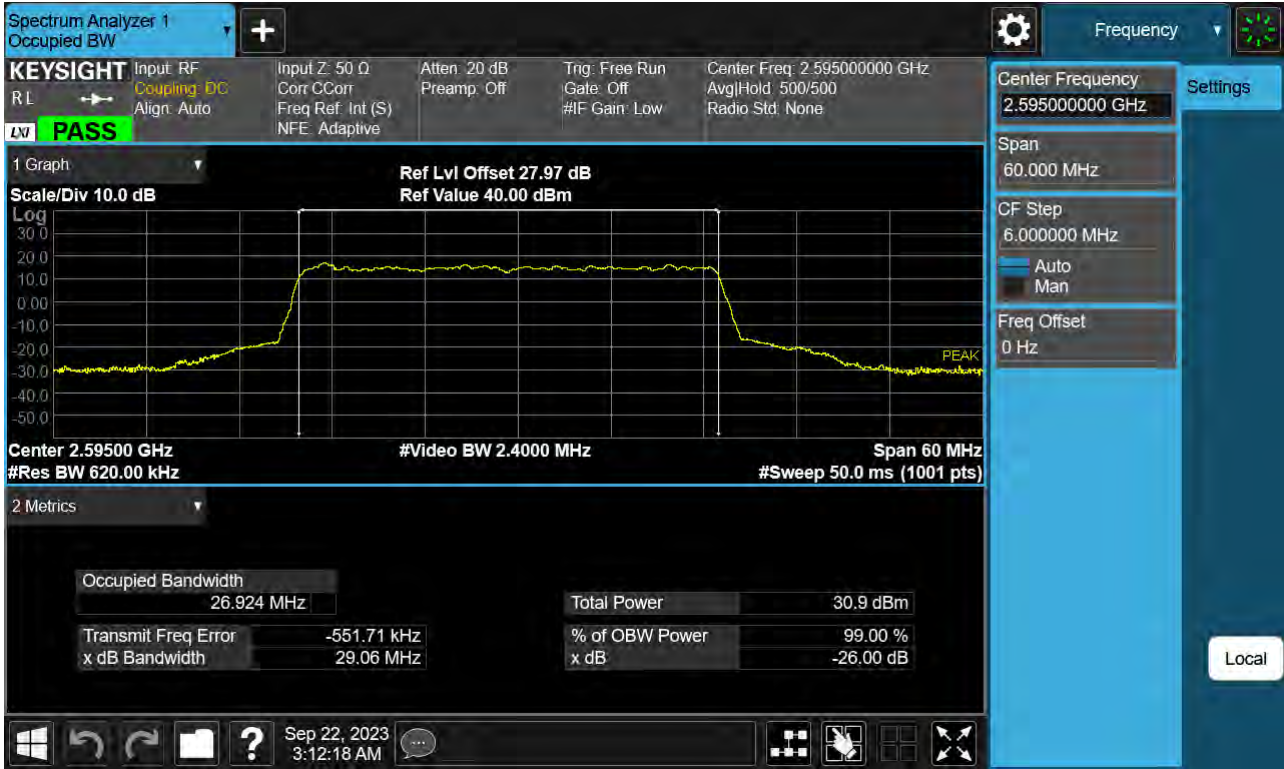 Spectrum Analyzer 1
Occupied BW
Frequency
KEYSIGHT
RL
LXI
PASS
Input: RF
Coupling: DC
Align: Auto
Input Z: 50 Ω
Corr CCorr
Freq Ref: Int (S)
NFE: Adaptive
Atten: 20 dB
Preamp: Off
Trig: Free Run
Gate: Off
#IF Gain: Low
Center Freq: 2.595000000 GHz
Avg|Hold: 500/500
Radio Std: None
1 Graph
Ref Lvl Offset 27.97 dB
Scale/Div 10.0 dB
Ref Value 40.00 dBm
Log
30.0
20.0
10.0
0.00
-10.0
-20.0
PEAK
-30.0
-40.0
-50.0
Center 2.59500 GHz
#Video BW 2.4000 MHz
Span 60 MHz
#Res BW 620.00 kHz
#Sweep 50.0 ms (1001 pts)
2 Metrics
Occupied Bandwidth
26.924 MHz
Transmit Freq Error -551.71 kHz
x dB Bandwidth 29.06 MHz
Total Power 30.9 dBm
% of OBW Power 99.00 %
x dB -26.00 dB
Center Frequency
2.595000000 GHz
Span
60.000 MHz
CF Step
6.000000 MHz
Auto
Man
Freq Offset
0 Hz
Settings
Local
?
Sep 22, 2023
3:12:18 AM